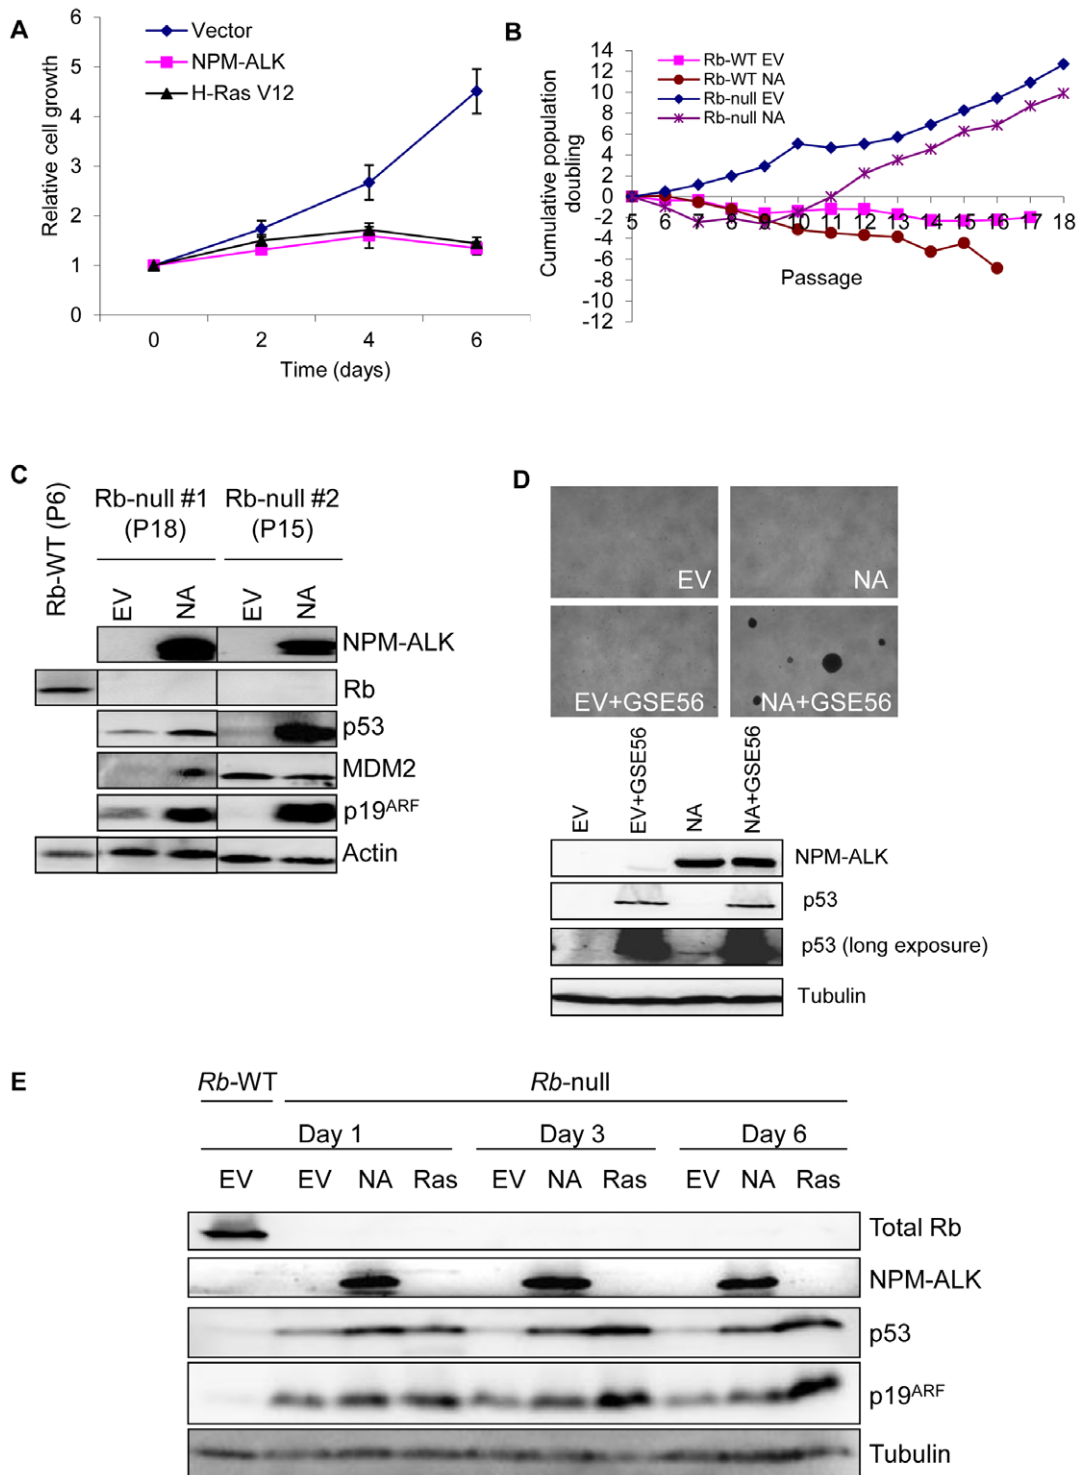 A
Vector
NPM-ALK
H-Ras V12
Relative cell growth
6
5
4
3
2
1
0
0 2 4 6
Time (days)
B
Rb-WT EV
Rb-WT NA
Rb-null EV
Rb-null NA
Cumulative population
doubling
14
12
10
8
6
4
2
0
-2
-4
-6
-8
-10
-12
5 6 7 8 9 10 11 12 13 14 15 16 17 18
Passage
C
Rb-WT (P6)
Rb-null #1
(P18)
Rb-null #2
(P15)
EV NA EV NA
NPM-ALK
Rb
p53
MDM2
p19ARF
Actin
D
EV
NA
EV+GSE56
NA+GSE56
EV EV+GSE56 NA NA+GSE56
NPM-ALK
p53
p53 (long exposure)
Tubulin
E
Rb-WT Rb-null
Day 1 Day 3 Day 6
EV EV NA Ras EV NA Ras EV NA Ras
Total Rb
NPM-ALK
p53
p19ARF
Tubulin